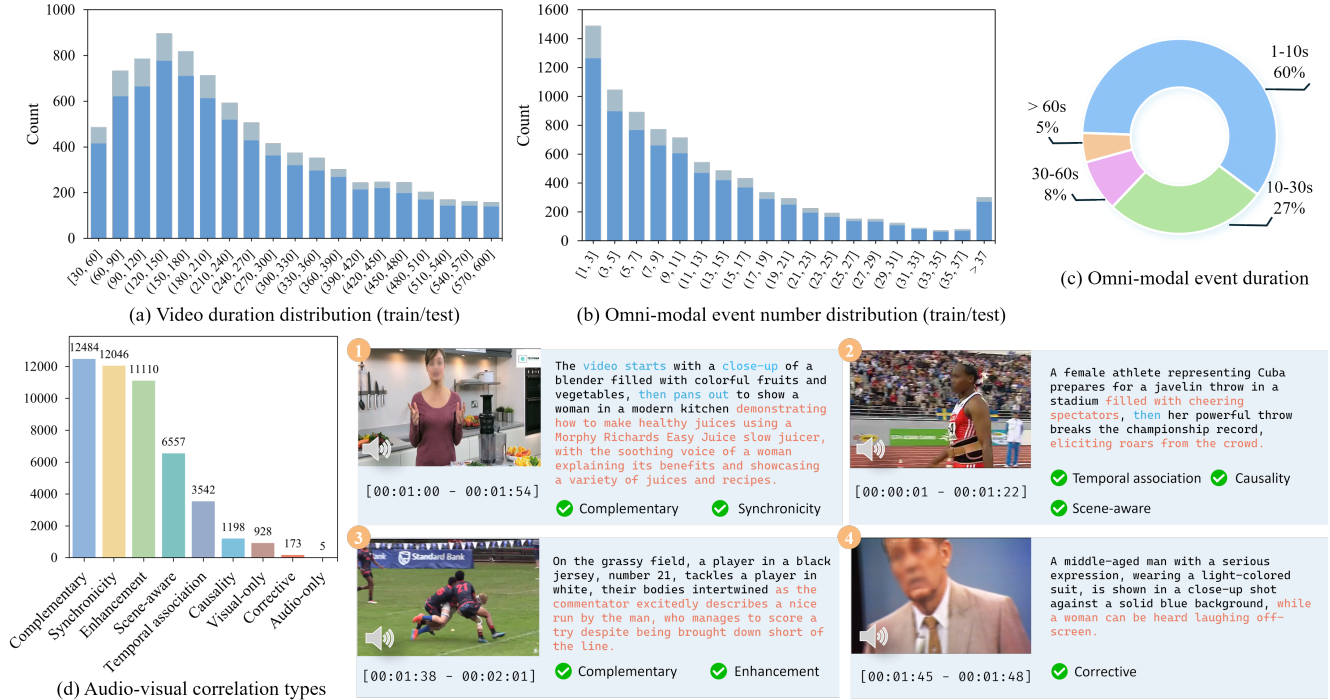 1000
800
600
400
200
0
Count
[30, 60]
(60, 90]
(90, 120]
(120, 150]
(150, 180]
(180, 210]
(210, 240]
(240, 270]
(270, 300]
(300, 330]
(330, 360]
(360, 390]
(390, 420]
(420, 450]
(450, 480]
(480, 510]
(510, 540]
(540, 570]
(570, 600]
(a) Video duration distribution (train/test)
1600
1400
1200
1000
800
600
400
200
0
Count
[1, 3]
(3, 5]
(5, 7]
(7, 9]
(9, 11]
(11, 13]
(13, 15]
(15, 17]
(17, 19]
(19, 21]
(21, 23]
(23, 25]
(25, 27]
(27, 29]
(29, 31]
(31, 33]
(33, 35]
(35, 37]
> 37
(b) Omni-modal event number distribution (train/test)
1-10s
60%
> 60s
5%
30-60s
8%
10-30s
27%
(c) Omni-modal event duration
12000
10000
8000
6000
4000
2000
0
12484
12046
11110
6557
3542
1198
928
173
5
Complementary
Synchronicity
Enhancement
Scene-aware
Temporal association
Causality
Visual-only
Corrective
Audio-only
(d) Audio-visual correlation types
1
[00:01:00 - 00:01:54]
The video starts with a close-up of a
blender filled with colorful fruits and
vegetables, then pans out to show a
woman in a modern kitchen demonstrating
how to make healthy juices using a
Morphy Richards Easy Juice slow juicer,
with the soothing voice of a woman
explaining its benefits and showcasing
a variety of juices and recipes.
Complementary
Synchronicity
2
[00:00:01 - 00:01:22]
A female athlete representing Cuba
prepares for a javelin throw in a
stadium filled with cheering
spectators, then her powerful throw
breaks the championship record,
eliciting roars from the crowd.
Temporal association
Causality
Scene-aware
3
Standard Bank
21
[00:01:38 - 00:02:01]
On the grassy field, a player in a black
jersey, number 21, tackles a player in
white, their bodies intertwined as the
commentator excitedly describes a nice
run by the man, who manages to score a
try despite being brought down short of
the line.
Complementary
Enhancement
4
[00:01:45 - 00:01:48]
A middle-aged man with a serious
expression, wearing a light-colored
suit, is shown in a close-up shot
against a solid blue background, while
a woman can be heard laughing off-
screen.
Corrective